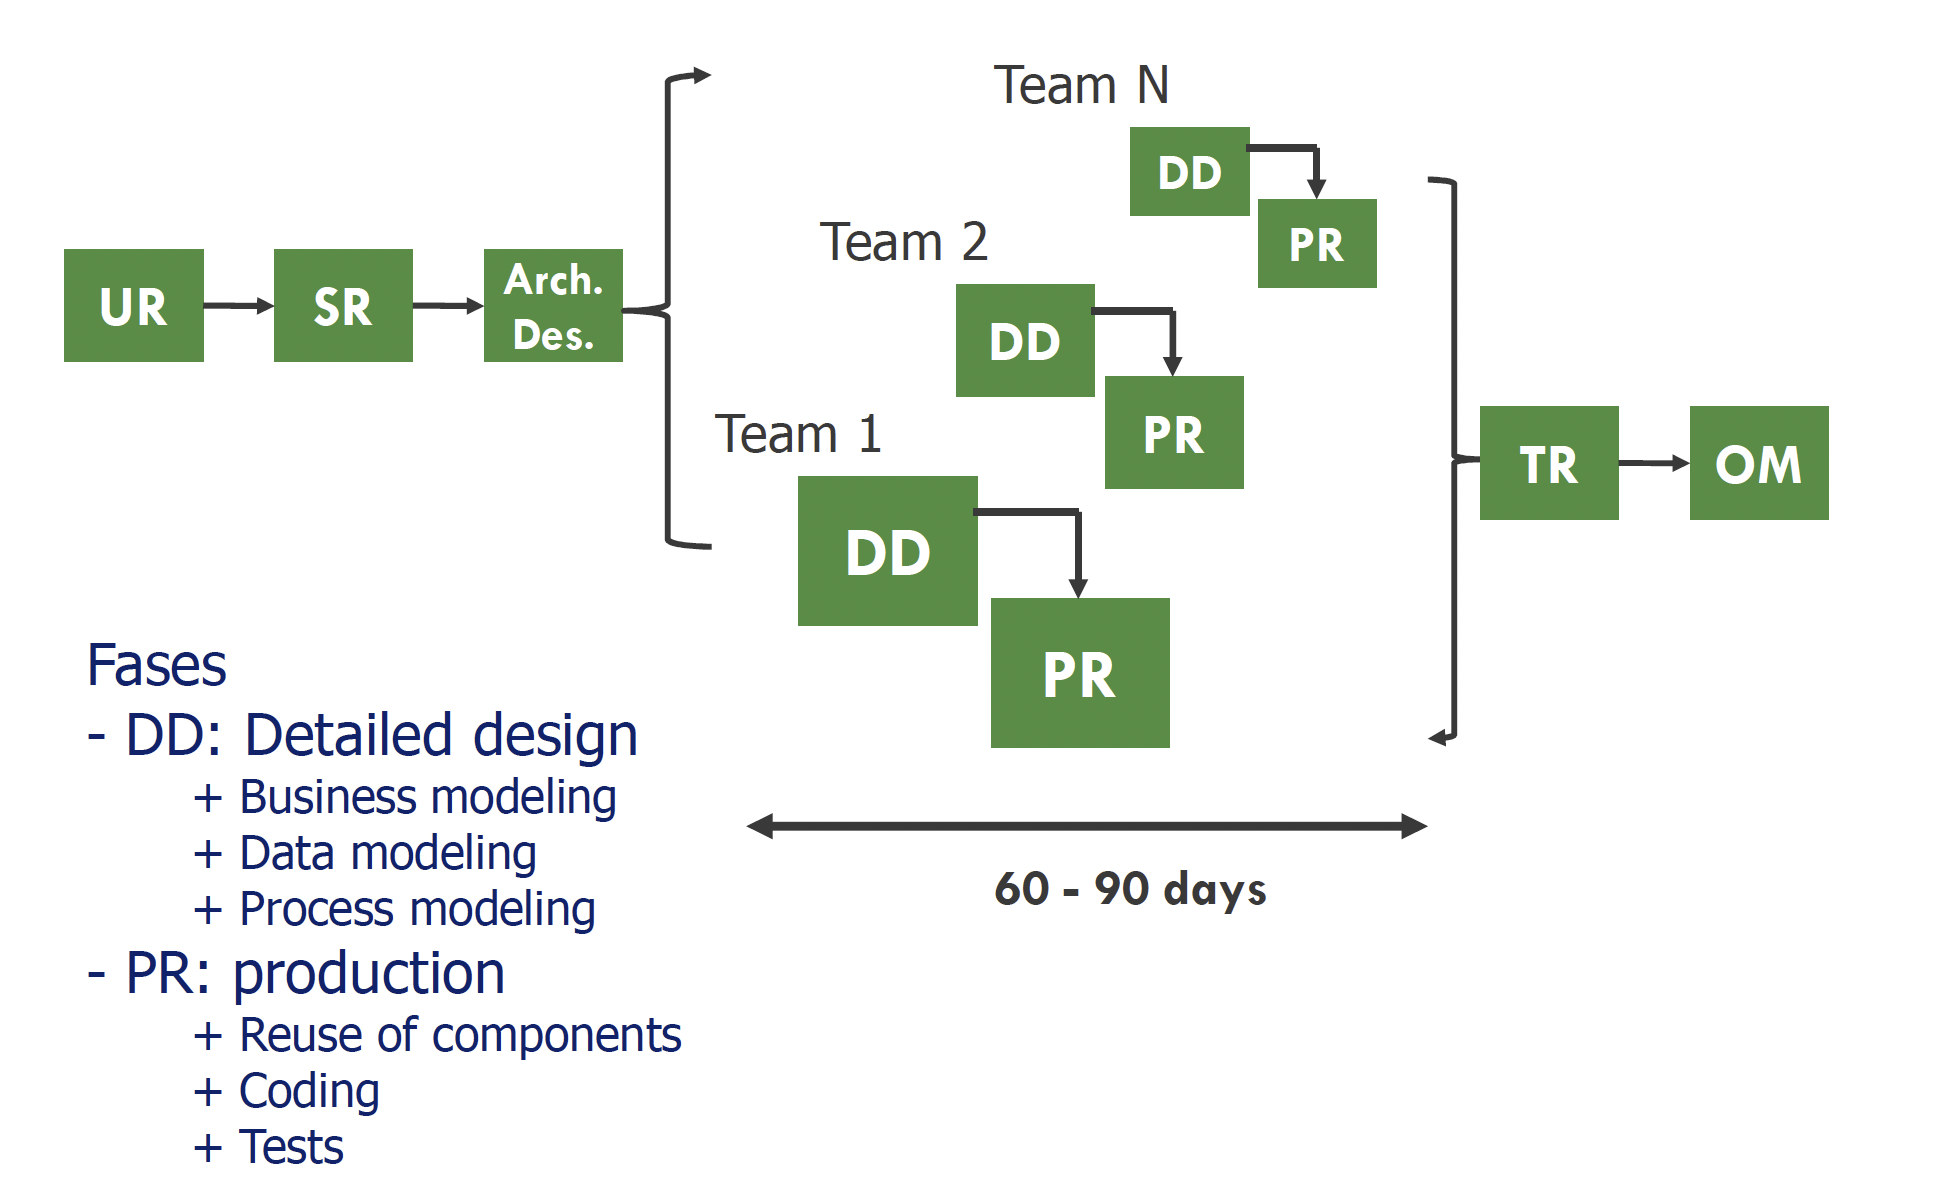 UR
SR
Arch.
Des.
Team N
DD
PR
Team 2
DD
PR
Team 1
DD
PR
TR
OM
60 - 90 days
Fases
- DD: Detailed design
+ Business modeling
+ Data modeling
+ Process modeling
- PR: production
+ Reuse of components
+ Coding
+ Tests